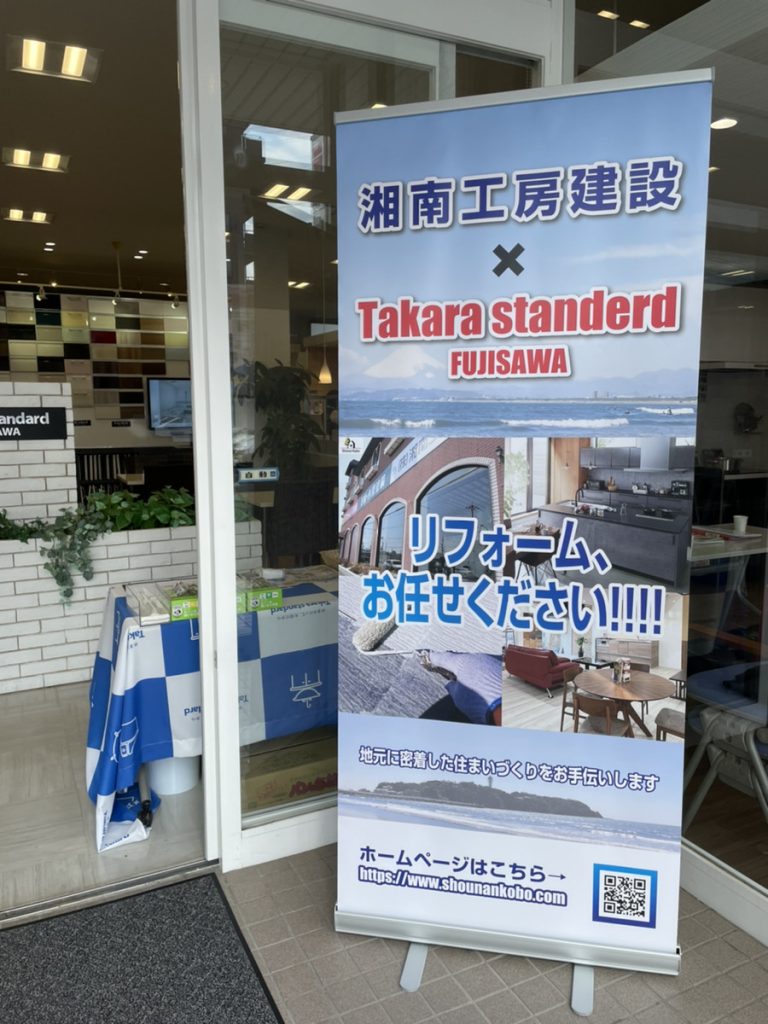 湘南工房建設
×
Takara standerd
FUJISAWA
リフォーム、
お任せください!!!!
地元に密着した住まいづくりをお手伝いします
ホームページはこちら→
https://www.shounankobo.com
andard
AWA
自動